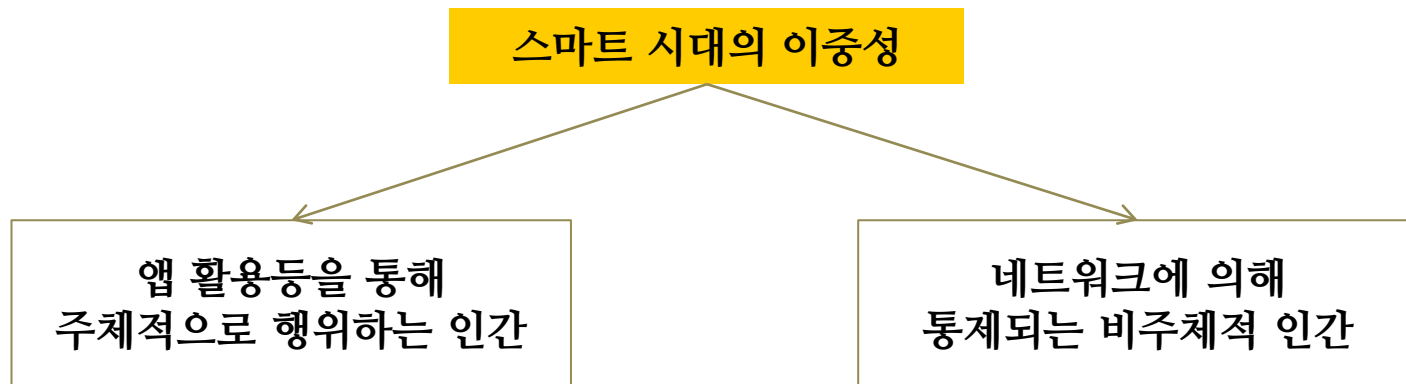 스마트 시대의 이중성
앱 활용등을 통해
주체적으로 행위하는 인간
네트워크에 의해
통제되는 비주체적 인간